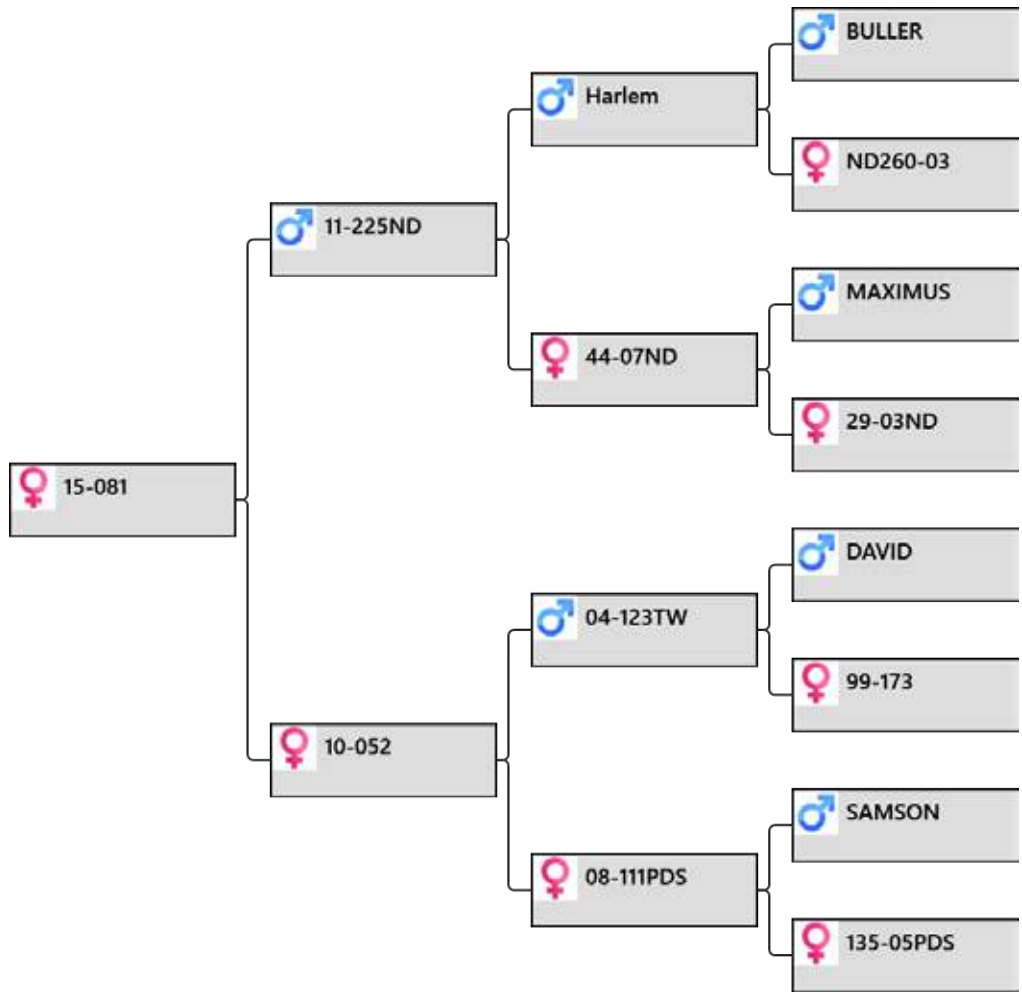 BULLER
Harlem
ND260-03
11-225ND
MAXIMUS
44-07ND
29-03ND
15-081
DAVID
04-123TW
99-173
10-052
SAMSON
08-111PDS
135-05PDS